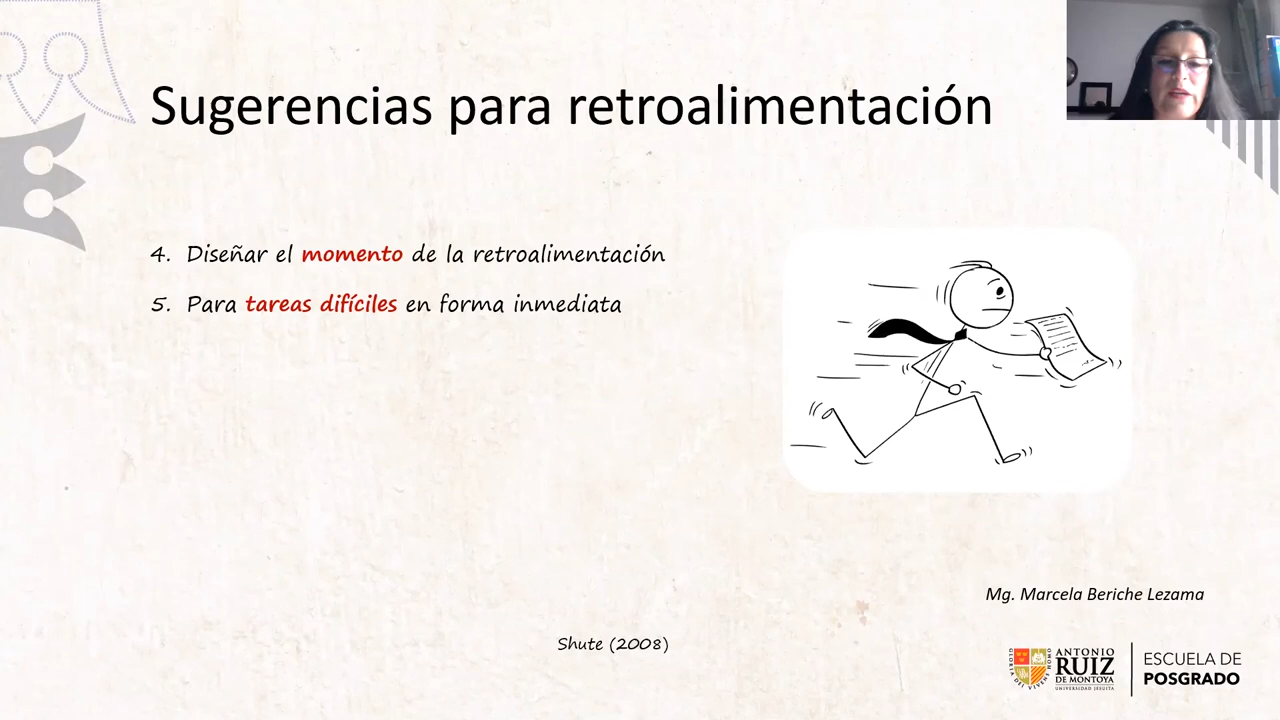 Sugerencias para retroalimentación
4. Diseñar el momento de la retroalimentación
5. Para tareas difíciles en forma inmediata
Mg. Marcela Beriche Lezama
Shute (2008)
ANTONIO
RUIZ
DE MONTOYA
UNIVERSIDAD JESUITA
ESCUELA DE
POSGRADO